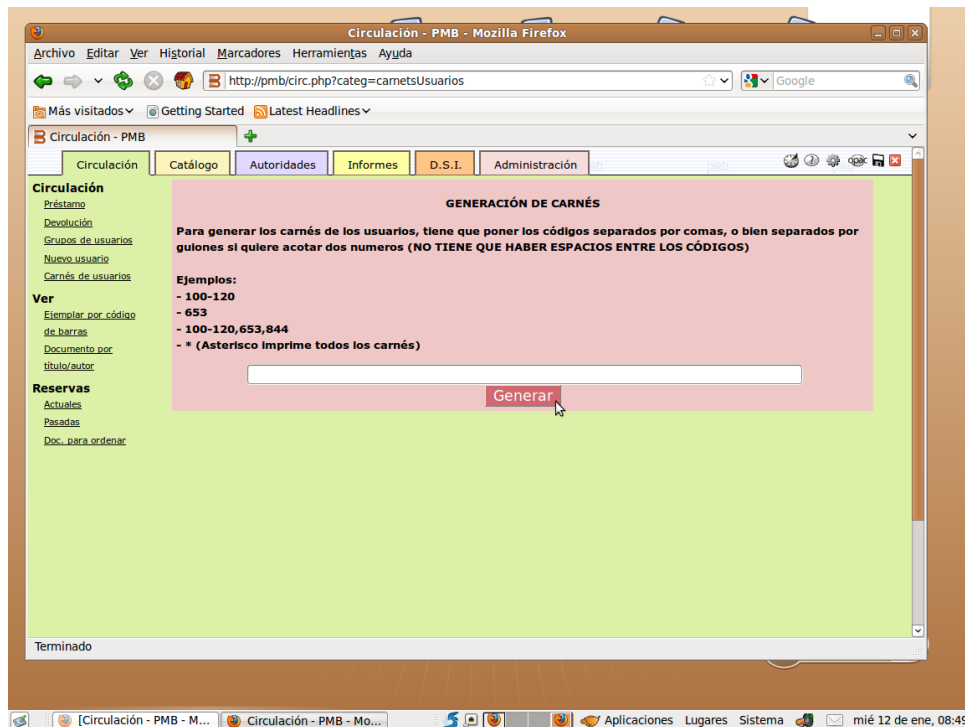 Circulación - PMB - Mozilla Firefox
Archivo Editar Ver Historial Marcadores Herramientas Ayuda
http://pmb/circ.php?categ=carnetsUsuarios
Google
Más visitados Getting Started Latest Headlines
Circulación - PMB
Circulación Catálogo Autoridades Informes D.S.I. Administración
opac
Circulación
Préstamo
Devolución
Grupos de usuarios
Nuevo usuario
Carnés de usuarios
Ver
Ejemplar por código
de barras
Documento por
título/autor
Reservas
Actuales
Pasadas
Doc. para ordenar
GENERACIÓN DE CARNÉS
Para generar los carnés de los usuarios, tiene que poner los códigos separados por comas, o bien separados por
guiones si quiere acotar dos numeros (NO TIENE QUE HABER ESPACIOS ENTRE LOS CÓDIGOS)
Ejemplos:
- 100-120
- 653
- 100-120,653,844
- * (Asterisco imprime todos los carnés)
Generar
Terminado
[Circulación - PMB - M... Circulación - PMB - Mo... Aplicaciones Lugares Sistema mié 12 de ene, 08:49